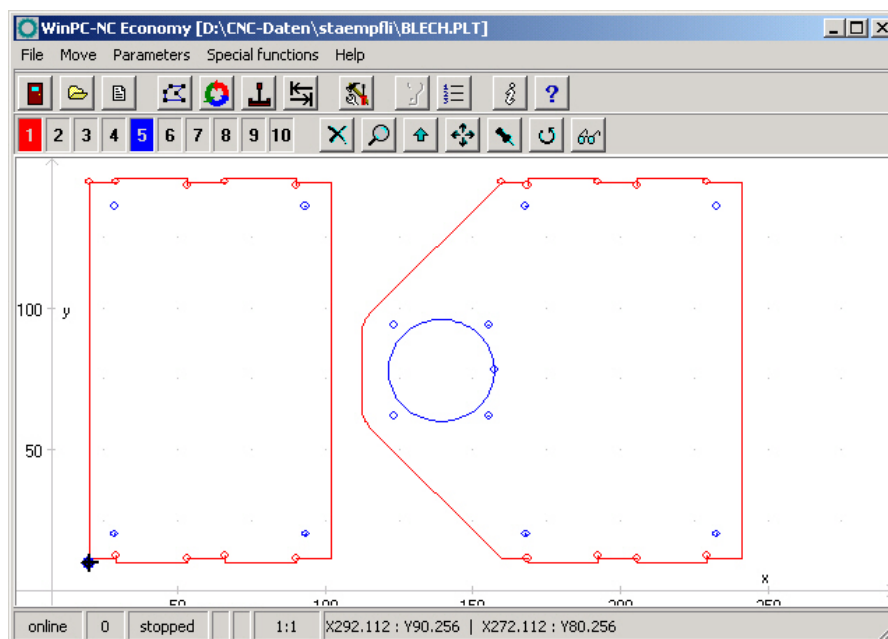 WinPC-NC Economy [D:\CNC-Daten\staempfli\BLECH.PLT]
File Move Parameters Special functions Help
1 2 3 4 5 6 7 8 9 10
100 y
50
x
50 100 150 200 250
online 0 stopped 1:1 X292.112 : Y90.256 | X272.112 : Y80.256